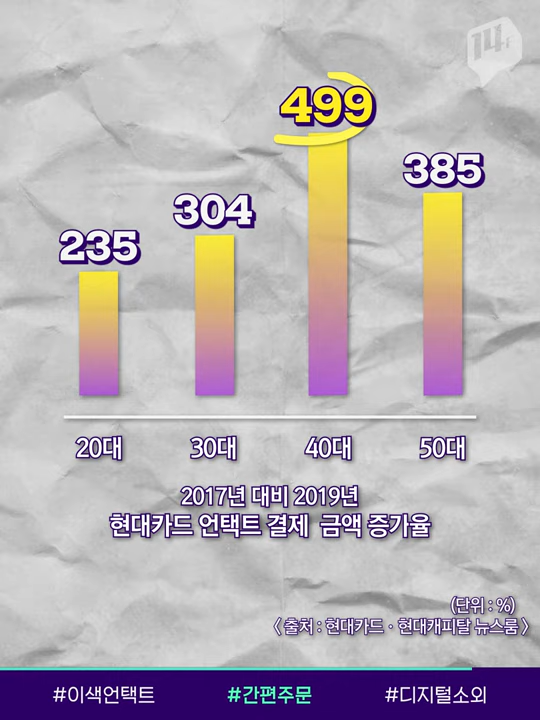 14F
499
385
304
235
20대 30대 40대 50대
2017년 대비 2019년
현대카드 언택트 결제 금액 증가율
(단위 : %)
〈 출처 : 현대카드 · 현대캐피탈 뉴스룸 〉
#이색언택트 #간편주문 #디지털소외